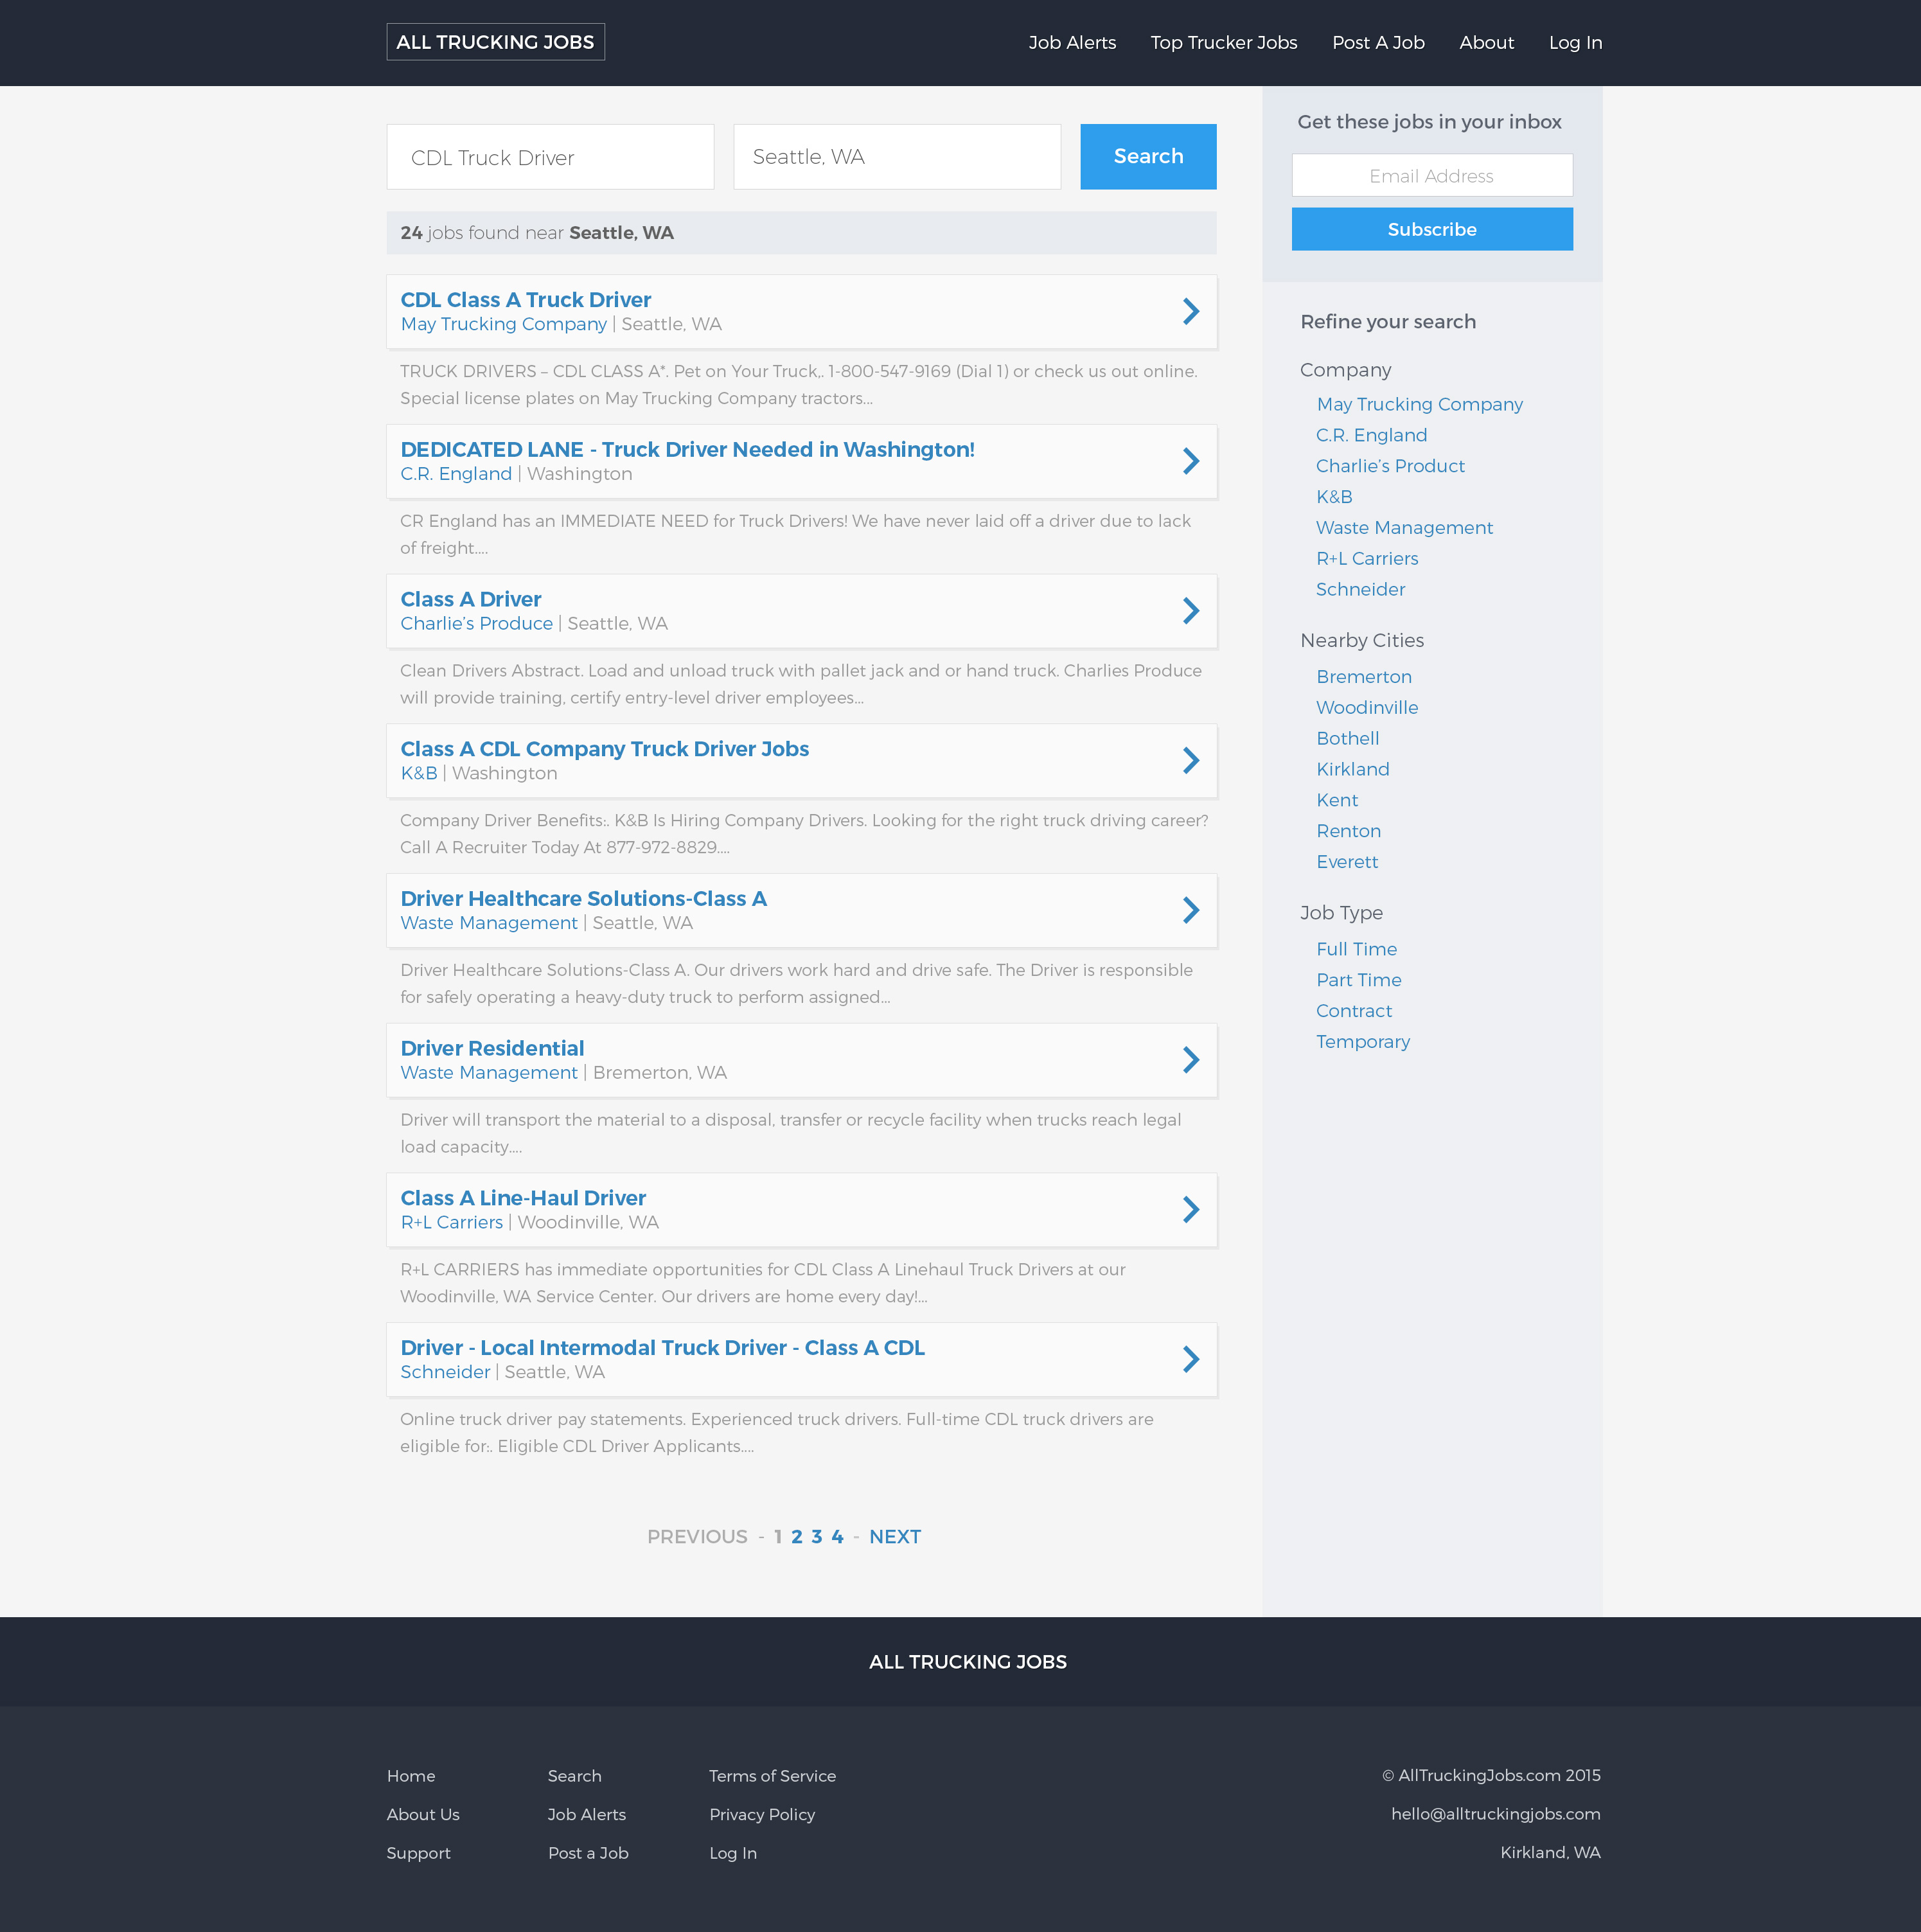 ALL TRUCKING JOBS
Job Alerts Top Trucker Jobs Post A Job About Log In
CDL Truck Driver
Seattle, WA
Search
24 jobs found near Seattle, WA
CDL Class A Truck Driver
May Trucking Company | Seattle, WA
TRUCK DRIVERS – CDL CLASS A*. Pet on Your Truck,. 1-800-547-9169 (Dial 1) or check us out online.
Special license plates on May Trucking Company tractors...
DEDICATED LANE - Truck Driver Needed in Washington!
C.R. England | Washington
CR England has an IMMEDIATE NEED for Truck Drivers! We have never laid off a driver due to lack
of freight....
Class A Driver
Charlie's Produce | Seattle, WA
Clean Drivers Abstract. Load and unload truck with pallet jack and or hand truck. Charlies Produce
will provide training, certify entry-level driver employees...
Class A CDL Company Truck Driver Jobs
K&B | Washington
Company Driver Benefits:. K&B Is Hiring Company Drivers. Looking for the right truck driving career?
Call A Recruiter Today At 877-972-8829....
Driver Healthcare Solutions-Class A
Waste Management | Seattle, WA
Driver Healthcare Solutions-Class A. Our drivers work hard and drive safe. The Driver is responsible
for safely operating a heavy-duty truck to perform assigned...
Driver Residential
Waste Management | Bremerton, WA
Driver will transport the material to a disposal, transfer or recycle facility when trucks reach legal
load capacity....
Class A Line-Haul Driver
R+L Carriers | Woodinville, WA
R+L CARRIERS has immediate opportunities for CDL Class A Linehaul Truck Drivers at our
Woodinville, WA Service Center. Our drivers are home every day!...
Driver - Local Intermodal Truck Driver - Class A CDL
Schneider | Seattle, WA
Online truck driver pay statements. Experienced truck drivers. Full-time CDL truck drivers are
eligible for:. Eligible CDL Driver Applicants....
PREVIOUS - 1 2 3 4 - NEXT
Get these jobs in your inbox
Email Address
Subscribe
Refine your search
Company
May Trucking Company
C.R. England
Charlie's Product
K&B
Waste Management
R+L Carriers
Schneider
Nearby Cities
Bremerton
Woodinville
Bothell
Kirkland
Kent
Renton
Everett
Job Type
Full Time
Part Time
Contract
Temporary
ALL TRUCKING JOBS
Home
About Us
Support
Search
Job Alerts
Post a Job
Terms of Service
Privacy Policy
Log In
© AllTruckingJobs.com 2015
hello@alltruckingjobs.com
Kirkland, WA